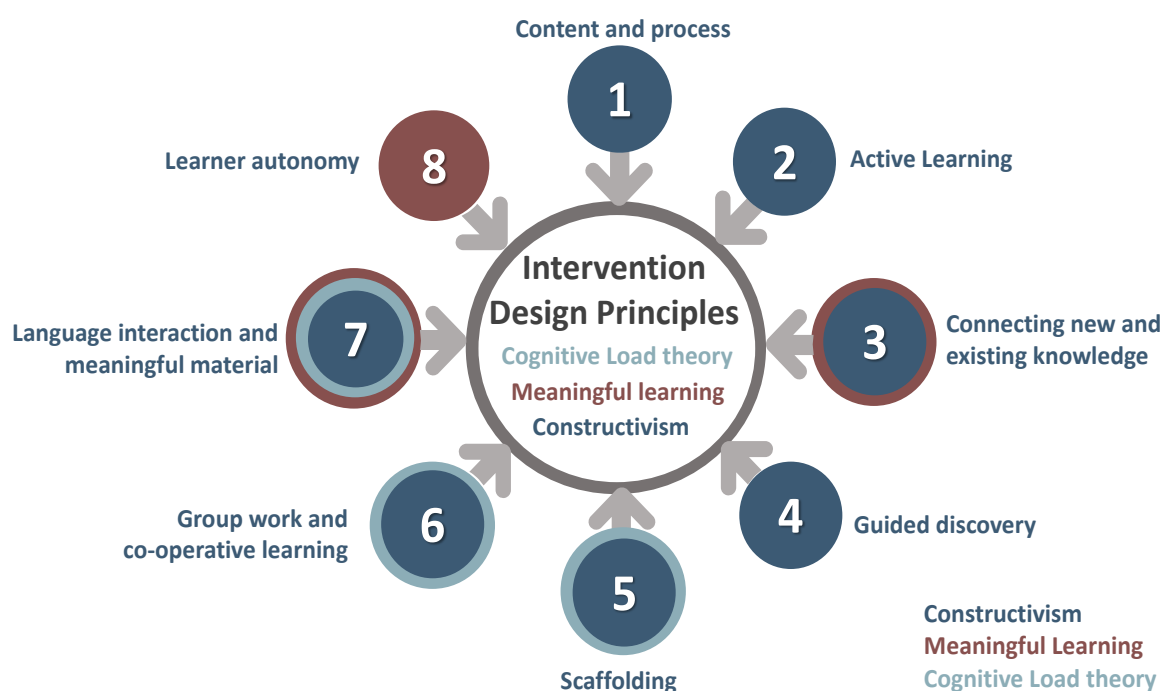 Content and process
1
2
Active Learning
8
Learner autonomy
Intervention
Design Principles
Cognitive Load theory
Meaningful learning
Constructivism
3
Connecting new and
existing knowledge
7
Language interaction and
meaningful material
4
Guided discovery
6
Group work and
co-operative learning
5
Scaffolding
Constructivism
Meaningful Learning
Cognitive Load theory